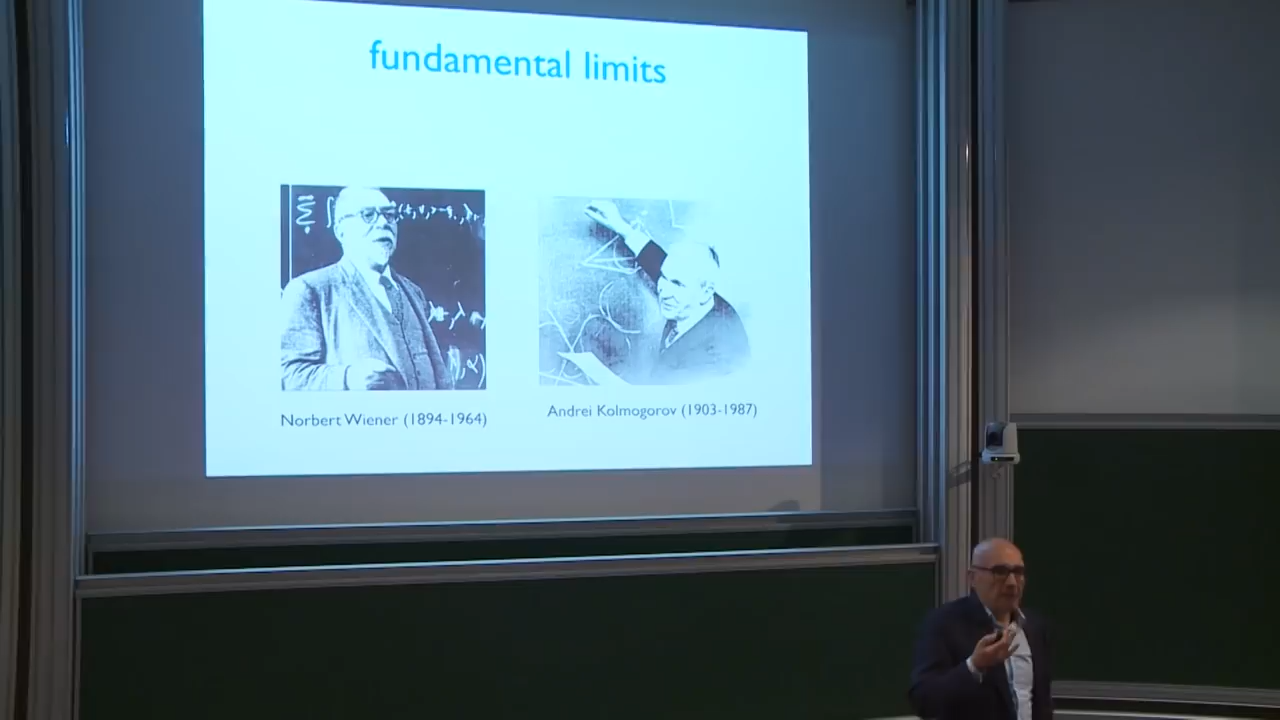 fundamental limits
Norbert Wiener (1894-1964)
Andrei Kolmogorov (1903-1987)